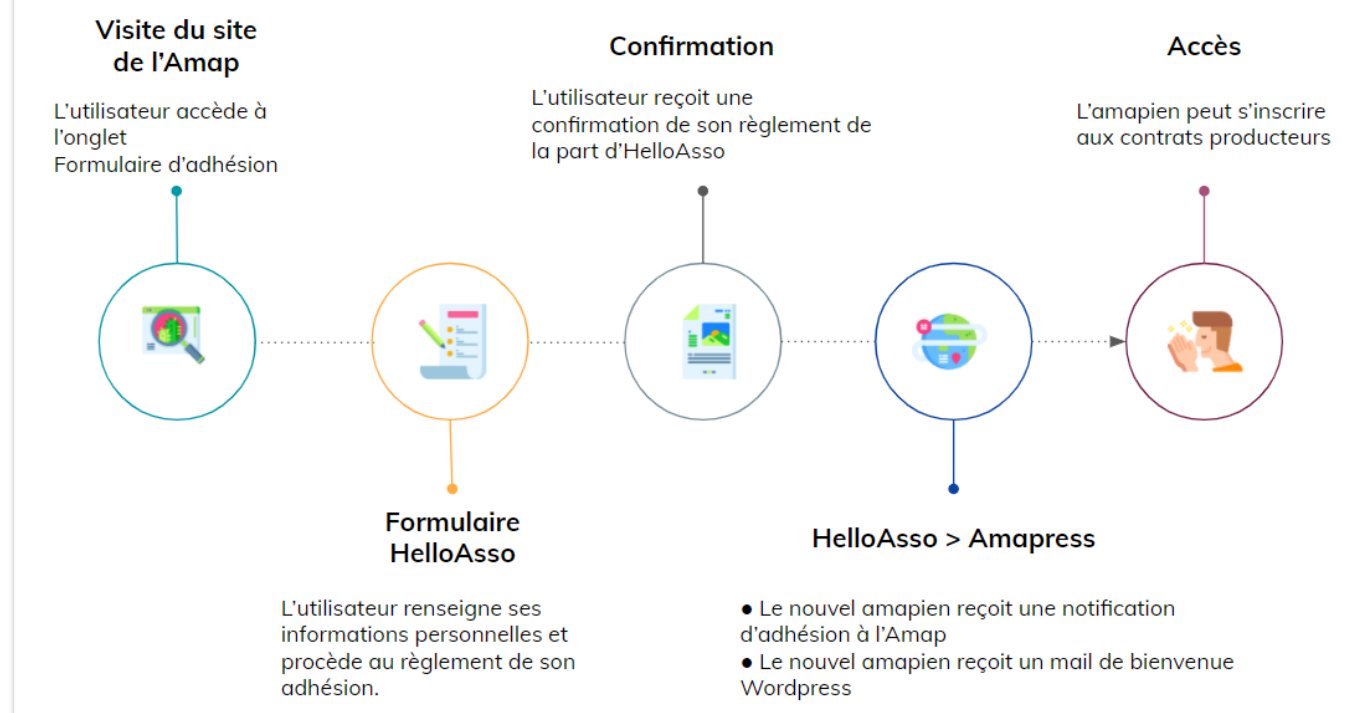 Visite du site
de l'Amap
L'utilisateur accède à
l'onglet
Formulaire d'adhésion
Confirmation
L'utilisateur reçoit une
confirmation de son règlement de
la part d'HelloAsso
Accès
L'amapien peut s'inscrire
aux contrats producteurs
Formulaire
HelloAsso
L'utilisateur renseigne ses
informations personnelles et
procède au règlement de son
adhésion.
HelloAsso > Amapress
● Le nouvel amapien reçoit une notification
d'adhésion à l'Amap
● Le nouvel amapien reçoit un mail de bienvenue
Wordpress